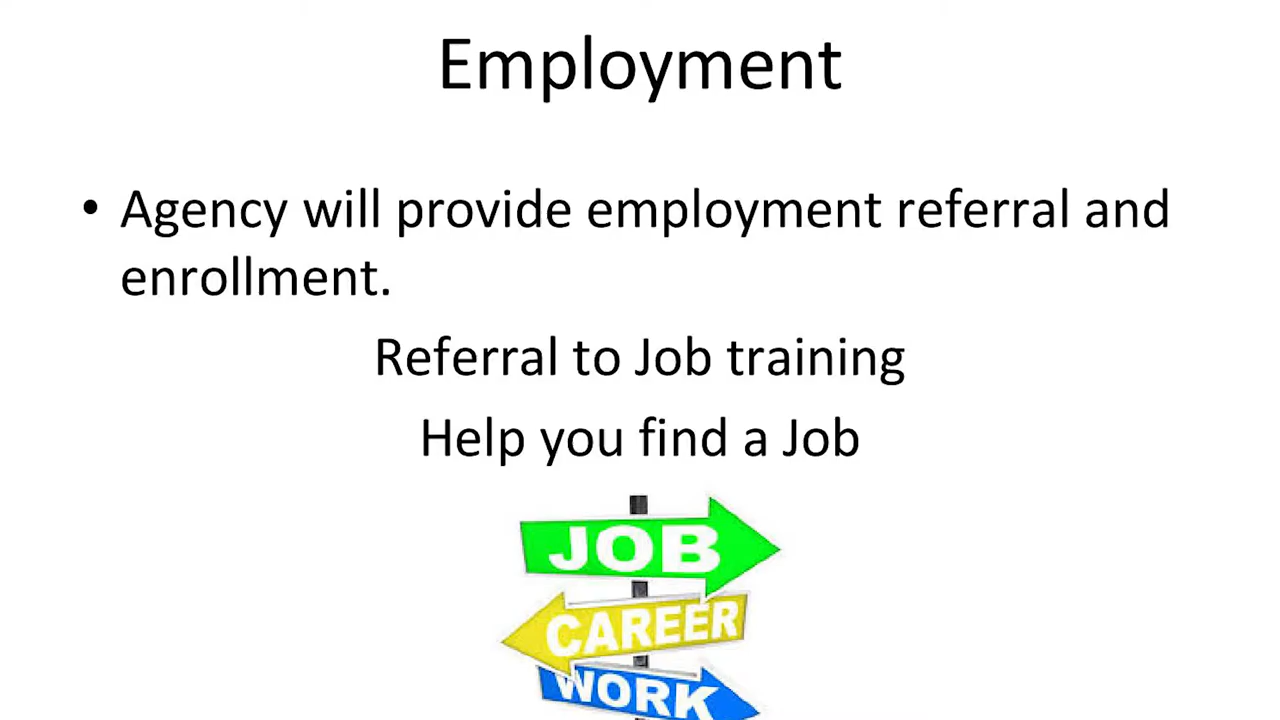 Employment
• Agency will provide employment referral and
enrollment.
Referral to Job training
Help you find a Job
JOB
CAREER
WORK